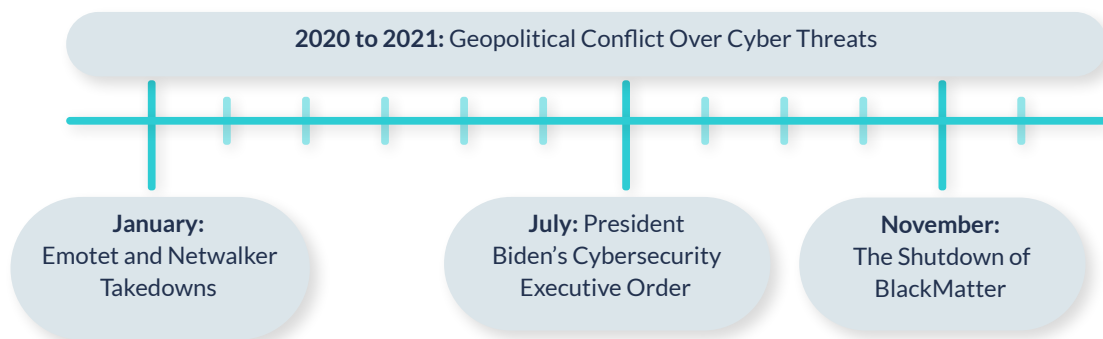 2020 to 2021: Geopolitical Conflict Over Cyber Threats
January:
Emotet and Netwalker
Takedowns
July: President
Biden’s Cybersecurity
Executive Order
November:
The Shutdown of
BlackMatter